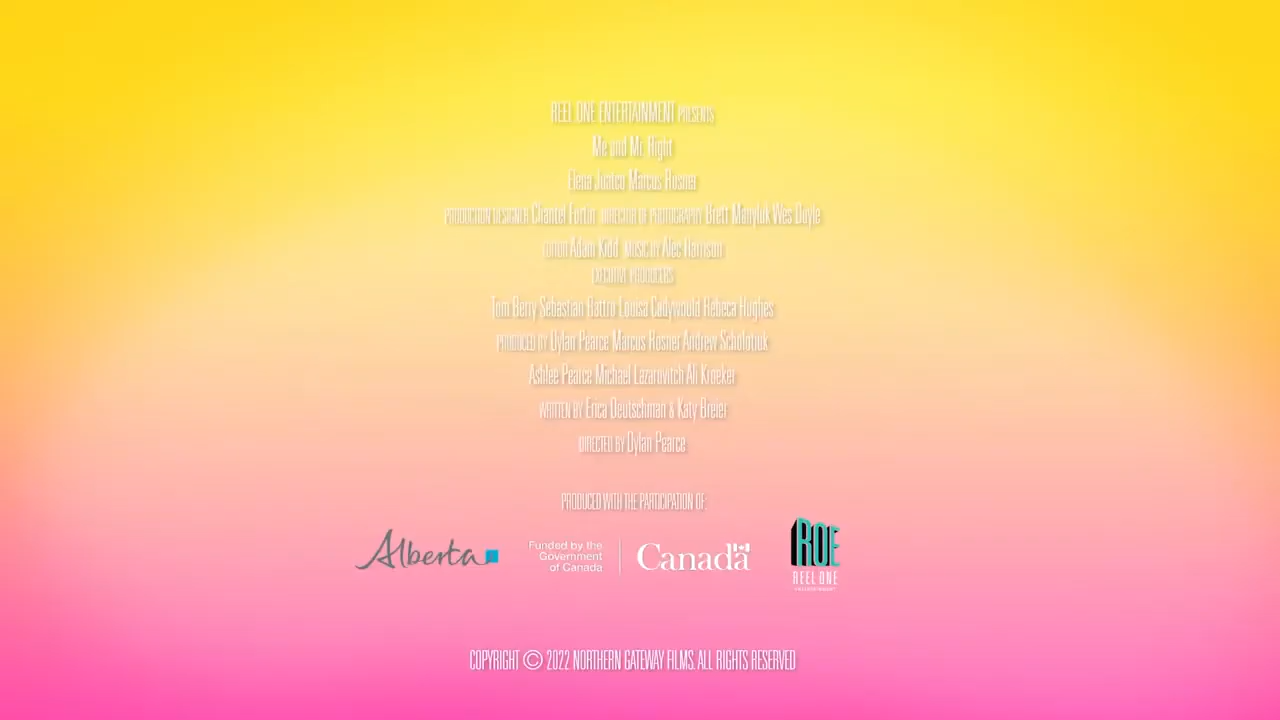 REEL ONE ENTERTAINMENT PRESENTS
Me and Mr. Right
Elena Juatco Marcus Rosner
PRODUCTION DESIGNER Chantel Fortin DIRECTOR OF PHOTOGRAPHY Brett Manyluk Wes Doyle
EDITOR Adam Kidd MUSIC BY Alec Harrison
EXECUTIVE PRODUCERS
Tom Berry Sebastian Battro Louisa Cadywould Rebeca Hughes
PRODUCED BY Dylan Pearce Marcus Rosner Andrew Scholotiuk
Ashlee Pearce Michael Lazarovitch Ali Kroeker
WRITTEN BY Erica Deutschman & Katy Breier
DIRECTED BY Dylan Pearce
PRODUCED WITH THE PARTICIPATION OF:
Alberta
Funded by the
Government
of Canada
Canada
ROE
REEL ONE
COPYRIGHT © 2022 NORTHERN GATEWAY FILMS. ALL RIGHTS RESERVED